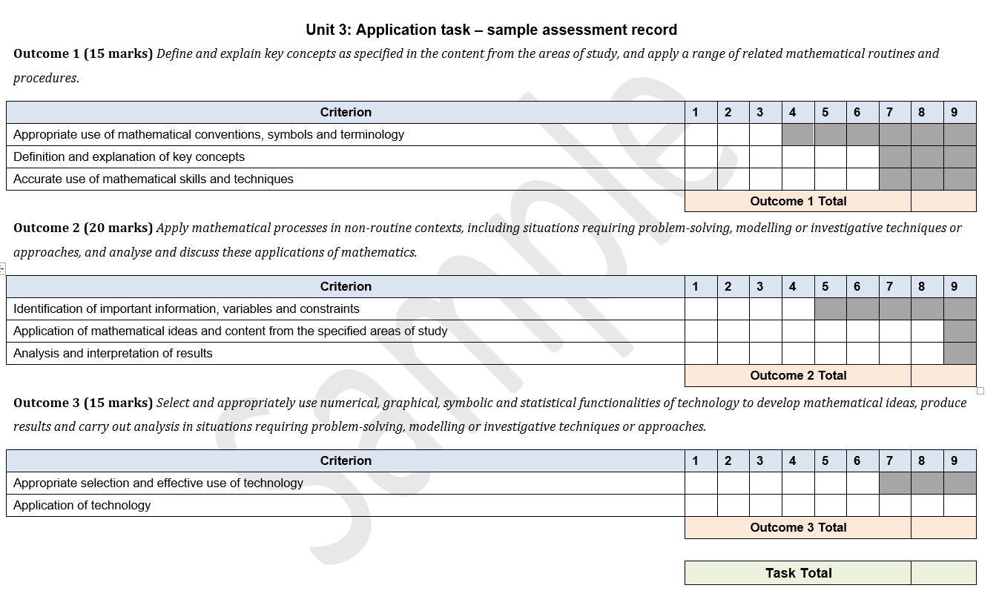 Unit 3: Application task – sample assessment record
Outcome 1 (15 marks) Define and explain key concepts as specified in the content from the areas of study, and apply a range of related mathematical routines and
procedures.
Criterion 1 2 3 4 5 6 7 8 9
Appropriate use of mathematical conventions, symbols and terminology
Definition and explanation of key concepts
Accurate use of mathematical skills and techniques
Outcome 1 Total
Outcome 2 (20 marks) Apply mathematical processes in non-routine contexts, including situations requiring problem-solving, modelling or investigative techniques or
approaches, and analyse and discuss these applications of mathematics.
Criterion 1 2 3 4 5 6 7 8 9
Identification of important information, variables and constraints
Application of mathematical ideas and content from the specified areas of study
Analysis and interpretation of results
Outcome 2 Total
Outcome 3 (15 marks) Select and appropriately use numerical, graphical, symbolic and statistical functionalities of technology to develop mathematical ideas, produce
results and carry out analysis in situations requiring problem-solving, modelling or investigative techniques or approaches.
Criterion 1 2 3 4 5 6 7 8 9
Appropriate selection and effective use of technology
Application of technology
Outcome 3 Total
Task Total
Sample